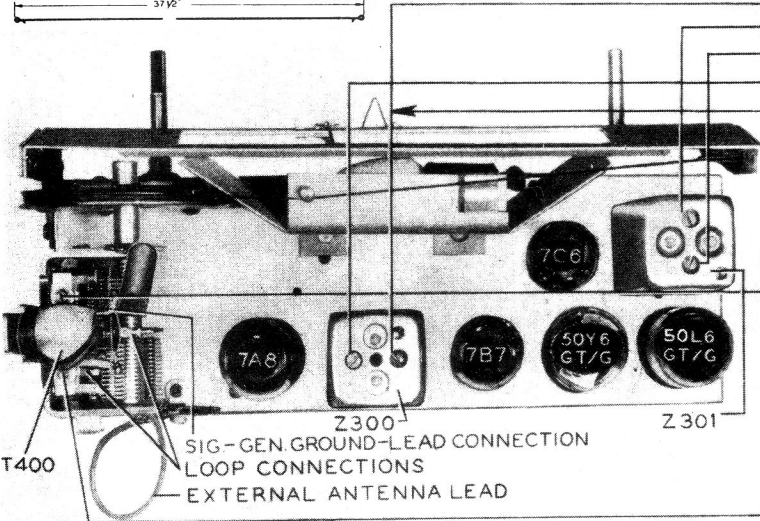 37 1/2"
7C6
7A8
7B7
50Y6
GT/G
50L6
GT/G
Z300
Z301
SIG.-GEN. GROUND-LEAD CONNECTION
T400
LOOP CONNECTIONS
EXTERNAL ANTENNA LEAD